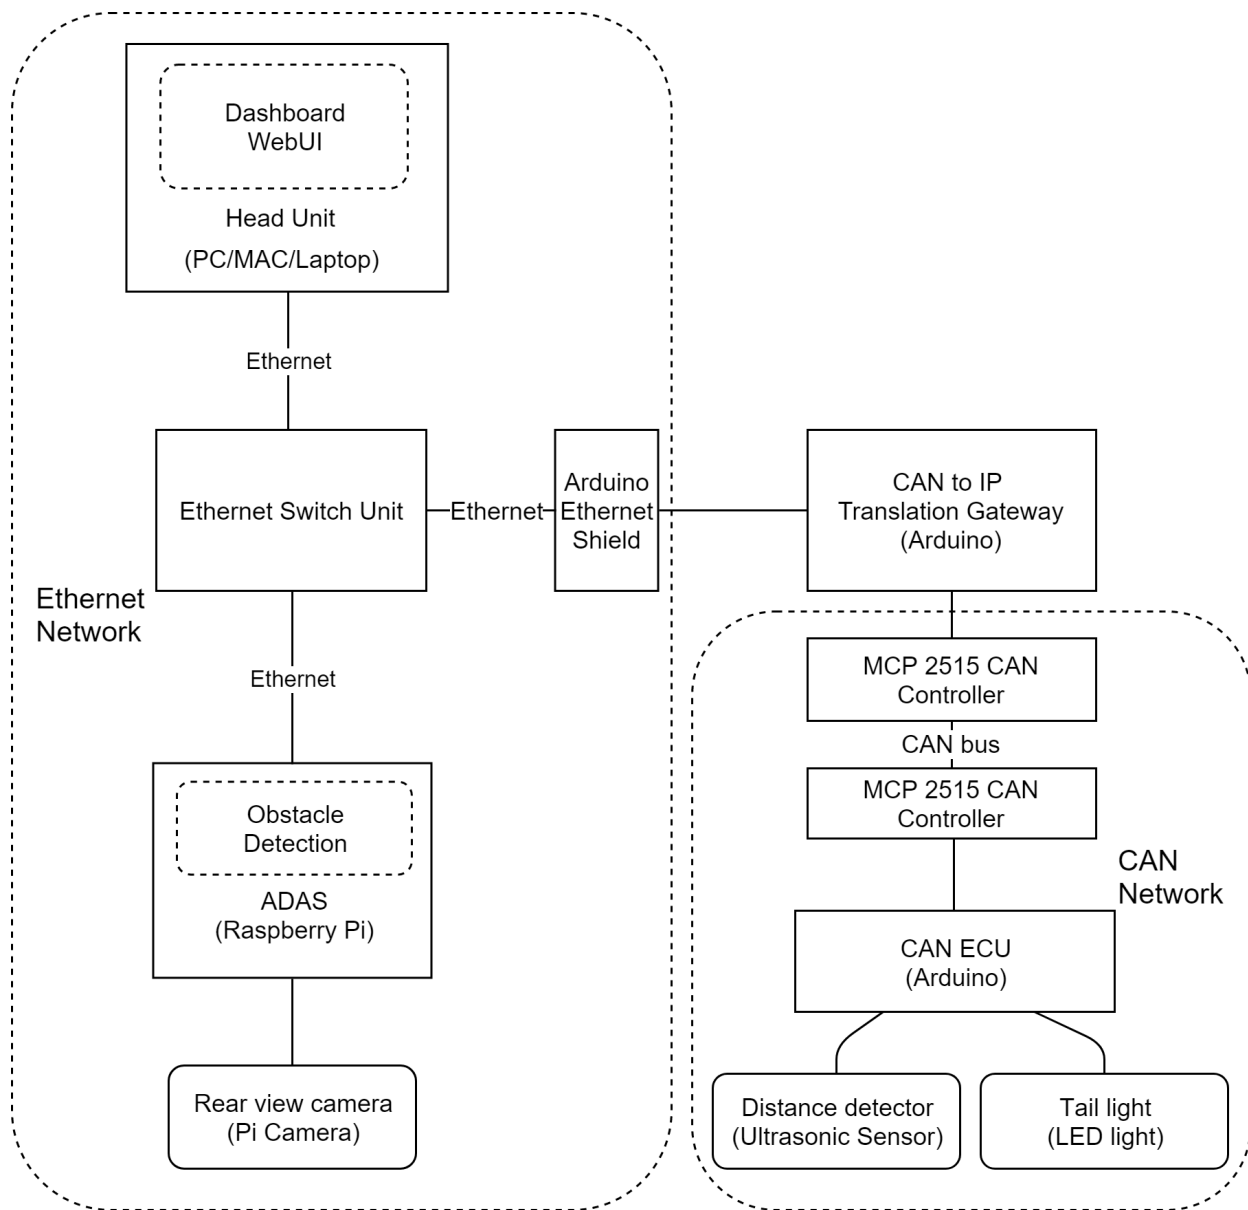 Dashboard
WebUI
Head Unit
(PC/MAC/Laptop)
Ethernet
Ethernet Switch Unit
Ethernet
Arduino
Ethernet
Shield
CAN to IP
Translation Gateway
(Arduino)
Ethernet
Network
Ethernet
MCP 2515 CAN
Controller
CAN bus
MCP 2515 CAN
Controller
Obstacle
Detection
ADAS
(Raspberry Pi)
CAN
Network
CAN ECU
(Arduino)
Rear view camera
(Pi Camera)
Distance detector
(Ultrasonic Sensor)
Tail light
(LED light)